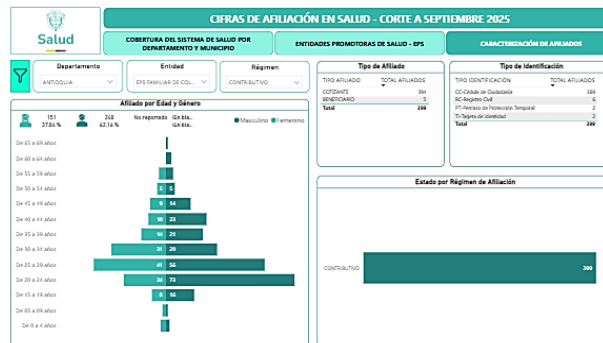 CIFRAS DE AFILIACIÓN EN SALUD - CORTE A SEPTIEMBRE 2025
Salud
COBERTURA DEL SISTEMA DE SALUD POR
DEPARTAMENTO Y MUNICIPIO
ENTIDADES PROMOTORAS DE SALUD - EPS
CARACTERIZACIÓN DE AFILIADOS
Departamento
ANTIOQUIA
Entidad
EPS FAMILIAR DE COL...
Régimen
CONTRIBUTIVO
Afiliado por Edad y Género
151
37,84 %
248
62,16 %
No reportado
(En bla...
(En bla...
Masculino
Femenino
De 65 a 69 años
De 60 a 64 años
De 55 a 59 años
De 50 a 54 años
5 5
De 45 a 49 años
9 14
De 40 a 44 años
23
De 35 a 39 años
14 21
De 30 a 34 años
31 29
De 25 a 29 años
41 56
De 20 a 24 años
73
De 15 a 19 años
8 16
De 05 a 09 años
De 0 a 4 años
Tipo de Afiliado
TIPO AFILIADO TOTAL AFILIADOS
COTIZANTE 394
BENEFICIARIO 5
Total 399
Tipo de Identificación
TIPO IDENTIFICACIÓN TOTAL AFILIADOS
CC-Cédula de Ciudadanía 389
RC-Registro Civil 6
PT-Permiso de Protección Temporal 2
TI-Tarjeta de identidad 2
Total 399
Estado por Régimen de Afiliación
CONTRIBUTIVO
399